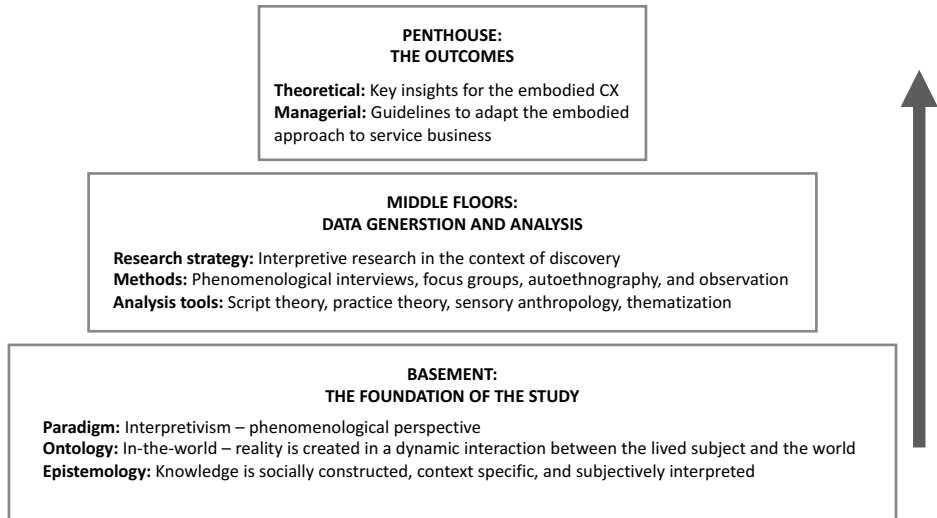 PENTHOUSE:
THE OUTCOMES
Theoretical: Key insights for the embodied CX
Managerial: Guidelines to adapt the embodied
approach to service business
MIDDLE FLOORS:
DATA GENERSTION AND ANALYSIS
Research strategy: Interpretive research in the context of discovery
Methods: Phenomenological interviews, focus groups, autoethnography, and observation
Analysis tools: Script theory, practice theory, sensory anthropology, thematization
BASEMENT:
THE FOUNDATION OF THE STUDY
Paradigm: Interpretivism – phenomenological perspective
Ontology: In-the-world – reality is created in a dynamic interaction between the lived subject and the world
Epistemology: Knowledge is socially constructed, context specific, and subjectively interpreted